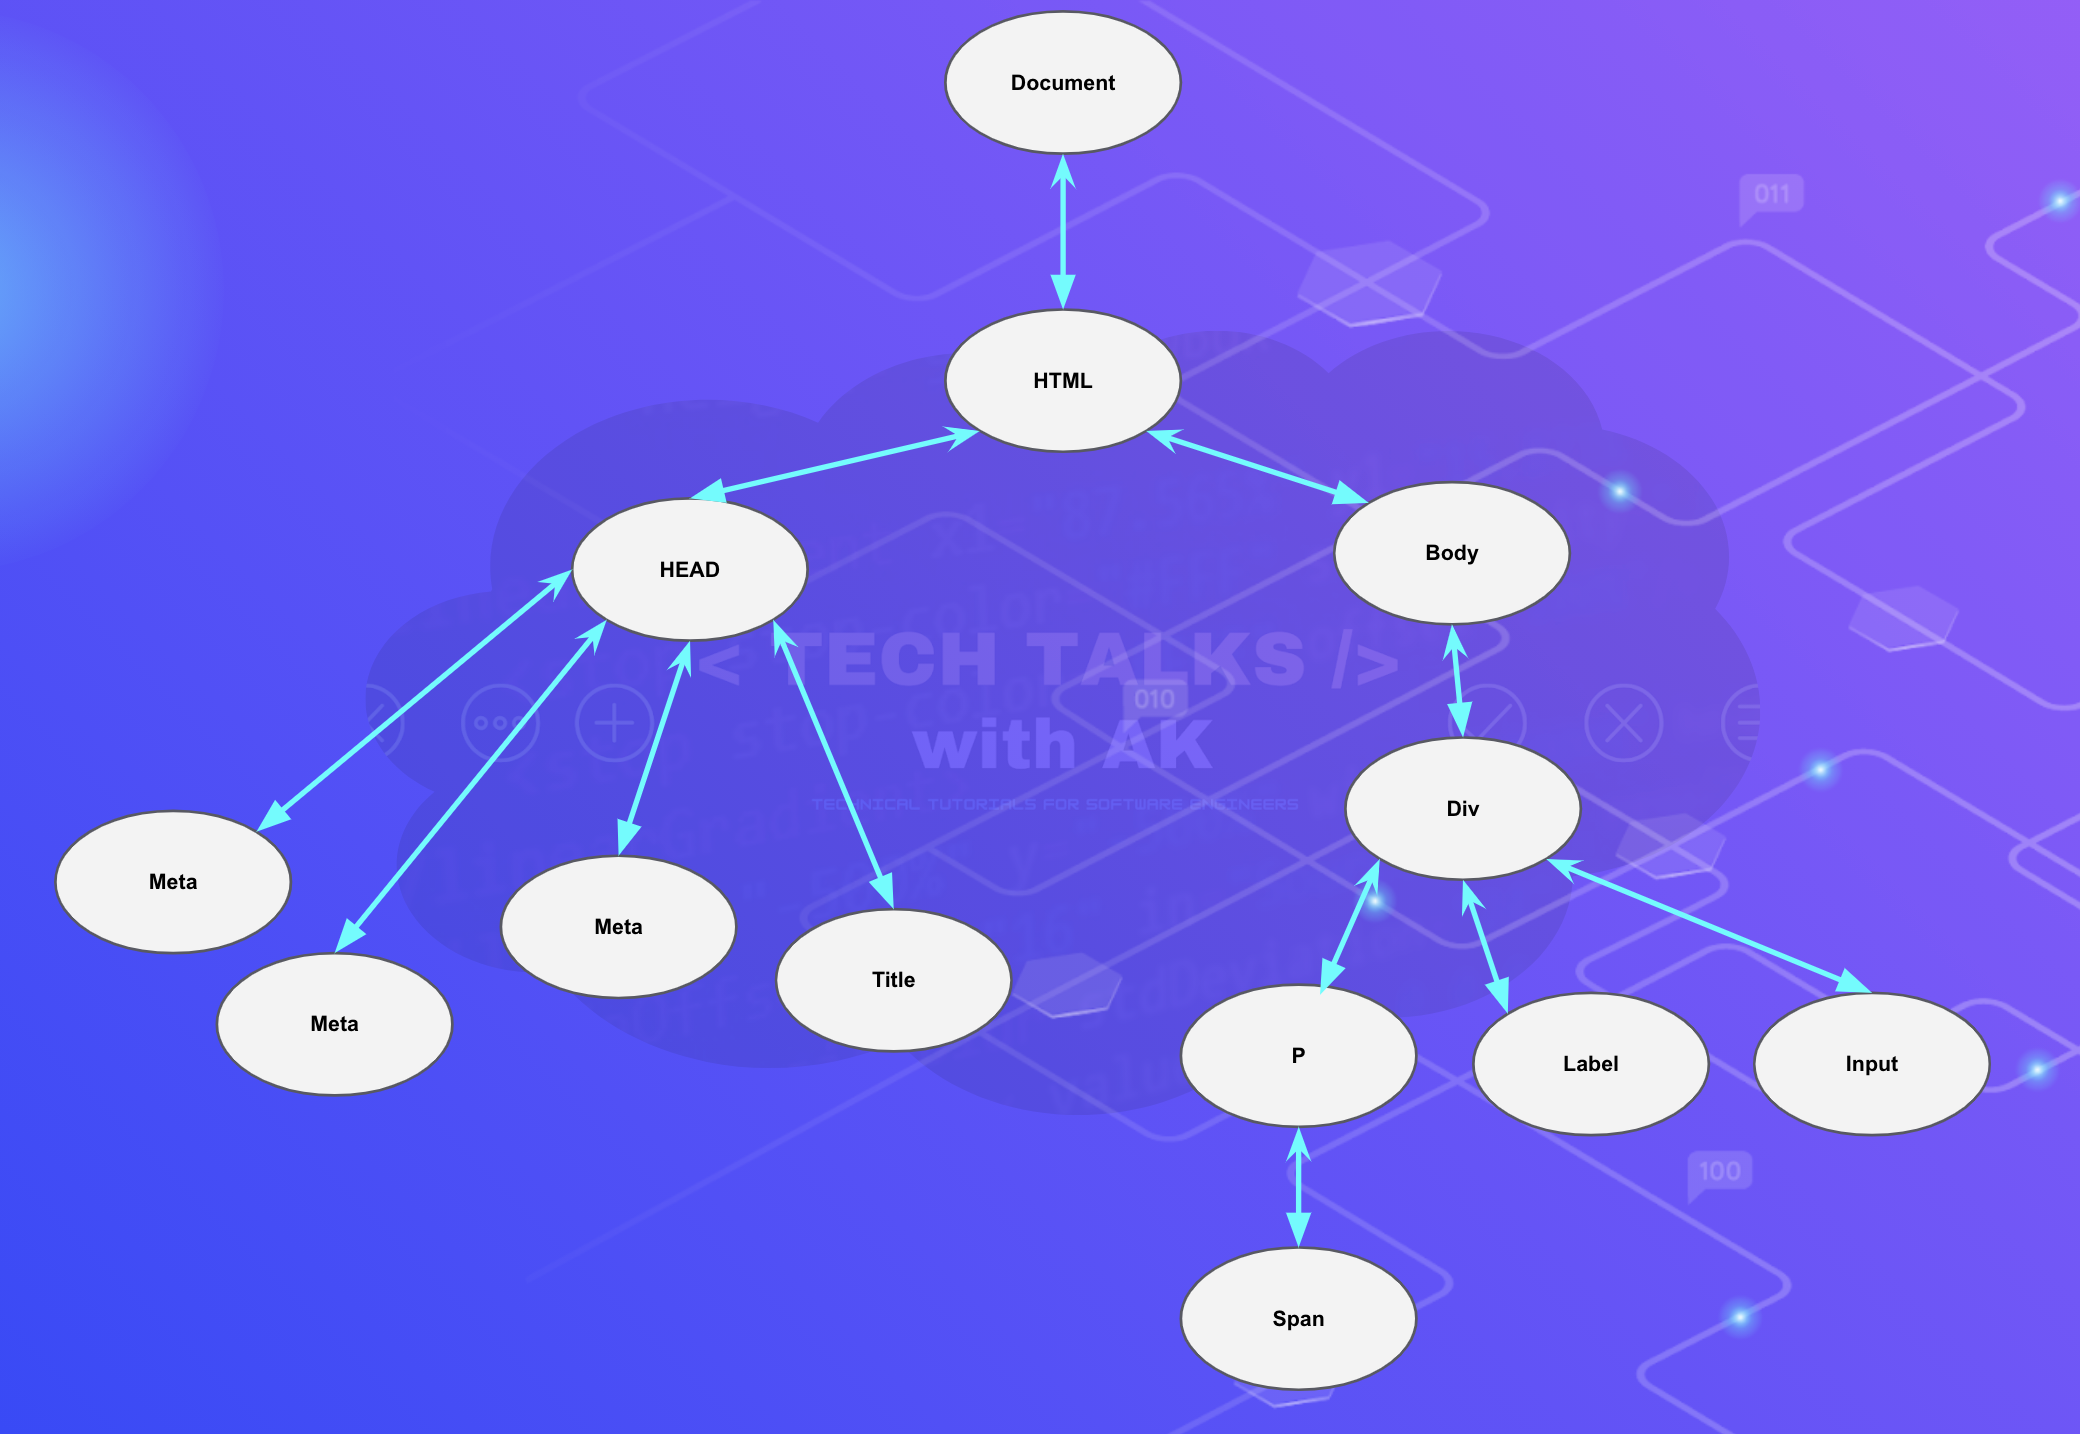 Document
011
HTML
HEAD
Body
< TECH TALKS />
010
with AK
TECHNICAL TUTORIALS FOR SOFTWARE ENGINEERS
Div
Meta
Meta
Meta
Title
P
Label
Input
100
Span